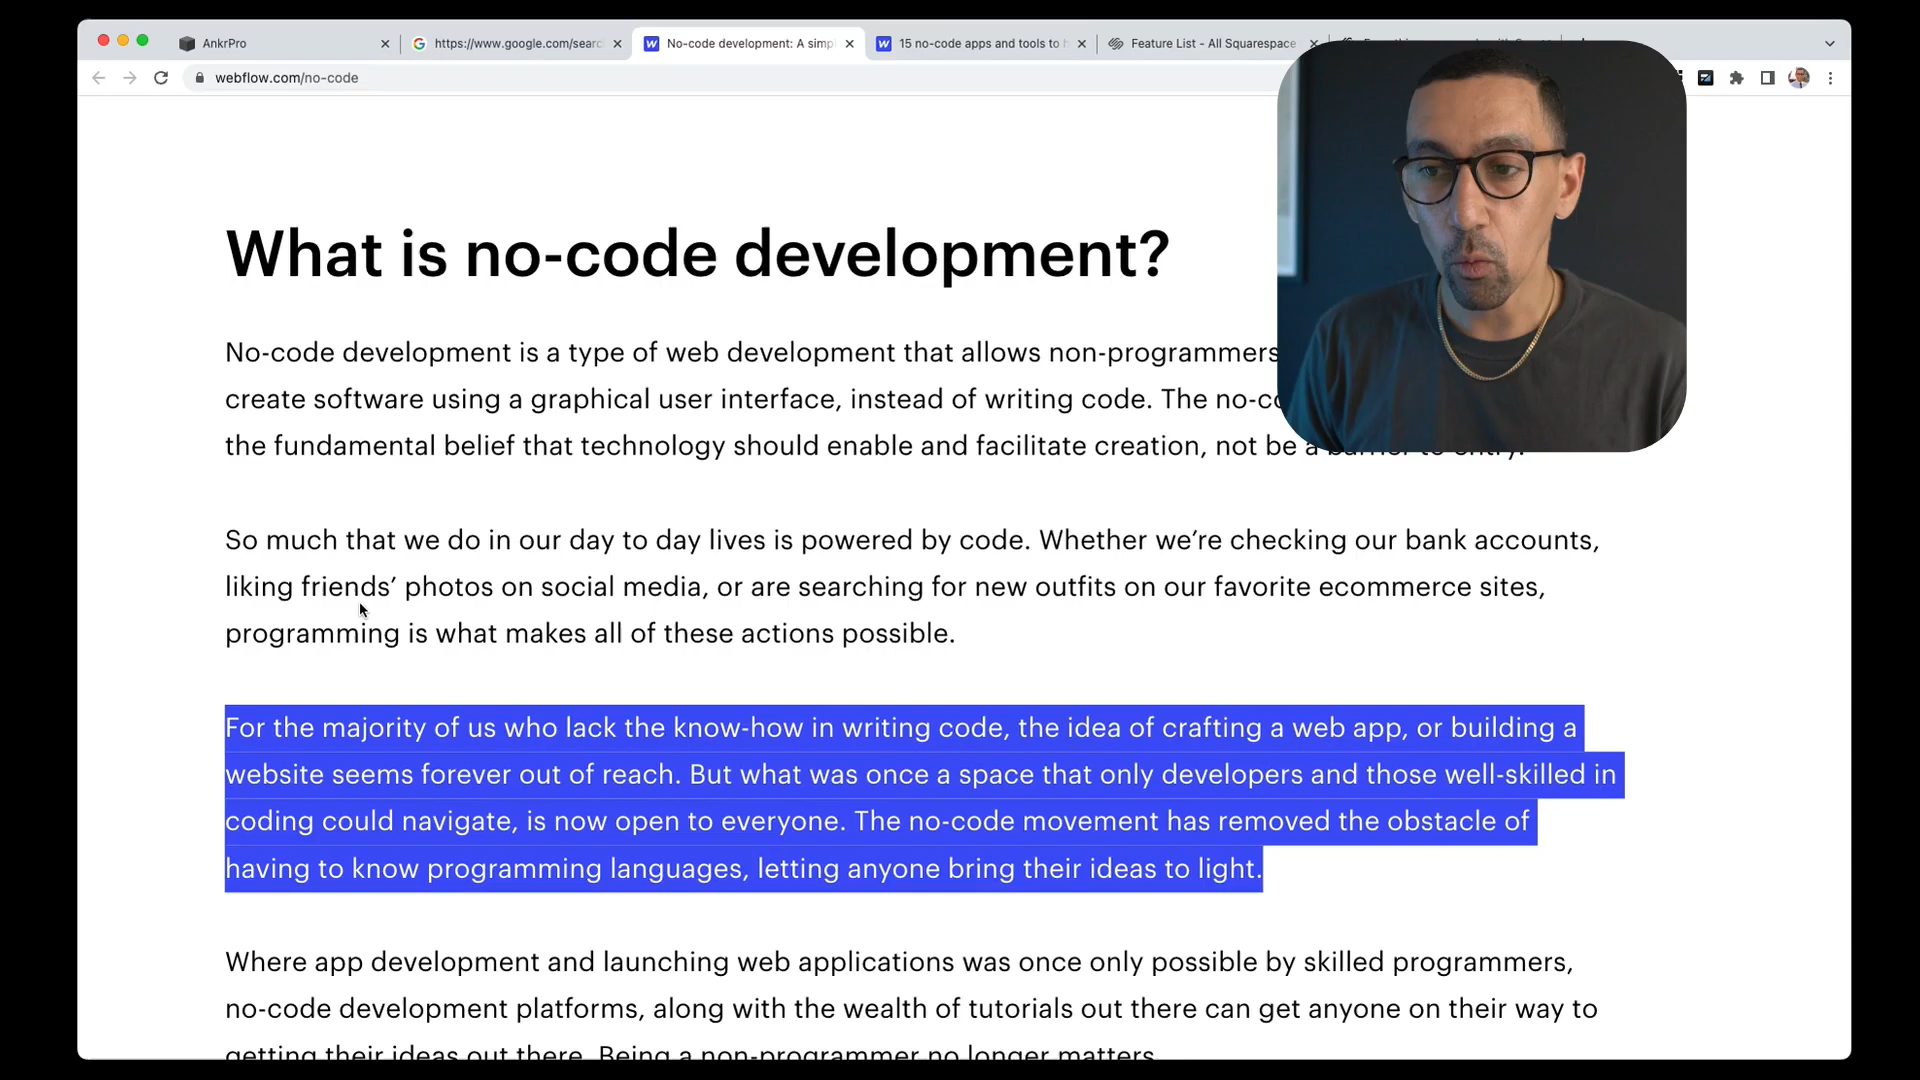 AnkrPro
https://www.google.com/searc
No-code development: A simpl
15 no-code apps and tools to h
Feature List - All Squarespace
webflow.com/no-code
What is no-code development?
No-code development is a type of web development that allows non-programmers
create software using a graphical user interface, instead of writing code. The no-co
the fundamental belief that technology should enable and facilitate creation, not be a barrier to entry.
So much that we do in our day to day lives is powered by code. Whether we’re checking our bank accounts,
liking friends’ photos on social media, or are searching for new outfits on our favorite ecommerce sites,
programming is what makes all of these actions possible.
For the majority of us who lack the know-how in writing code, the idea of crafting a web app, or building a
website seems forever out of reach. But what was once a space that only developers and those well-skilled in
coding could navigate, is now open to everyone. The no-code movement has removed the obstacle of
having to know programming languages, letting anyone bring their ideas to light.
Where app development and launching web applications was once only possible by skilled programmers,
no-code development platforms, along with the wealth of tutorials out there can get anyone on their way to
getting their ideas out there. Being a non-programmer no longer matters.